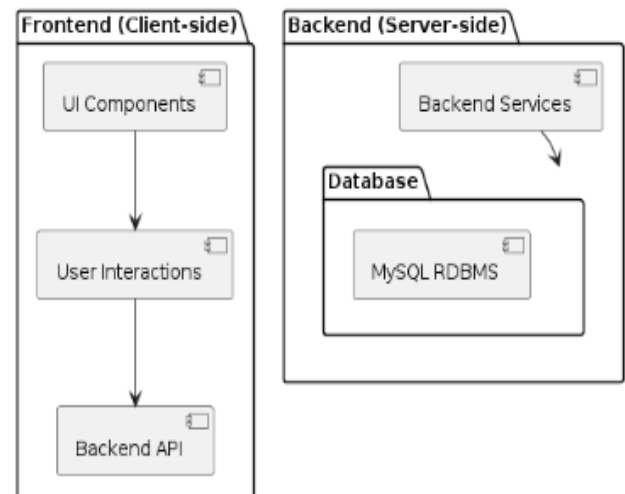 Frontend (Client-side)
UI Components
User Interactions
Backend API
Backend (Server-side)
Backend Services
Database
MySQL RDBMS